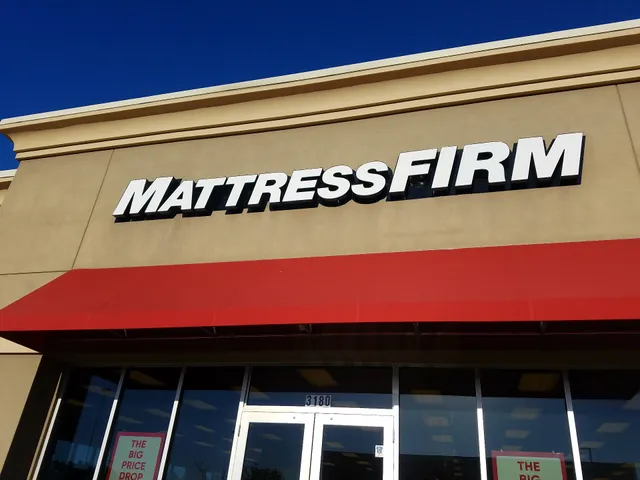 MATTRESSFIRM
3180
THE
BIG
PRICE
DROP
THE
BIG